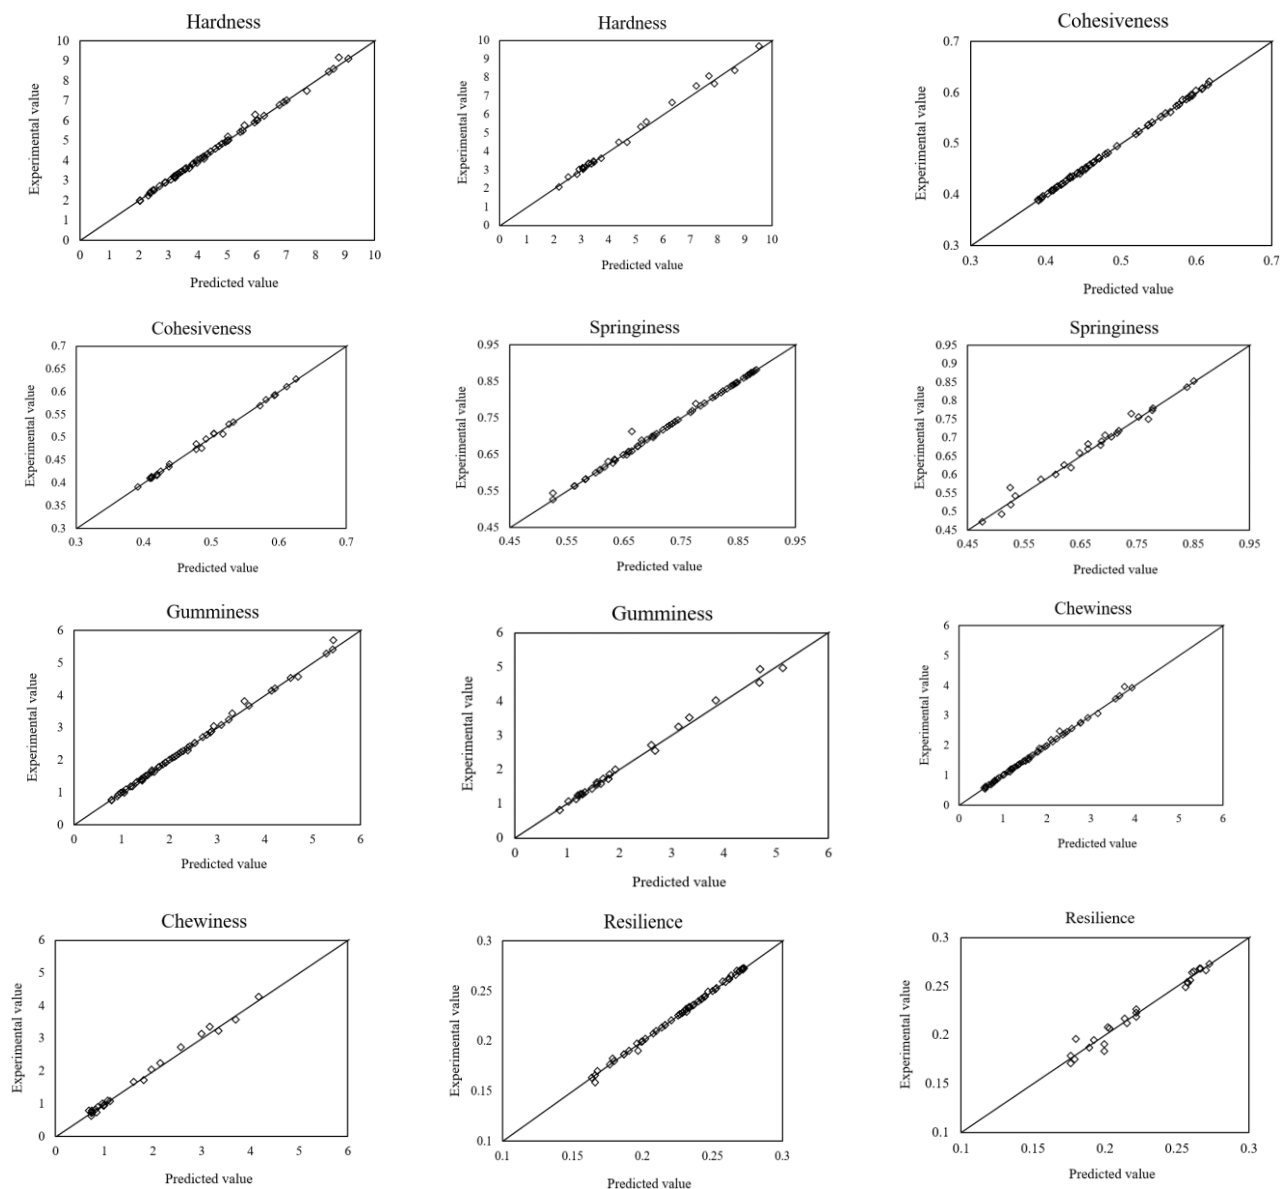 Hardness
10
9
8
7
6
5
4
3
2
1
0
Experimental value
0 1 2 3 4 5 6 7 8 9 10
Predicted value
Hardness
10
9
8
7
6
5
4
3
2
1
0
Experimental value
0 1 2 3 4 5 6 7 8 9 10
Predicted value
Cohesiveness
0.7
0.6
0.5
0.4
0.3
Experimental value
0.3 0.4 0.5 0.6 0.7
Predicted value
Cohesiveness
0.7
0.65
0.6
0.55
0.5
0.45
0.4
0.35
0.3
Experimental value
0.3 0.4 0.5 0.6 0.7
Predicted value
Springiness
0.95
0.85
0.75
0.65
0.55
0.45
Experimental value
0.45 0.55 0.65 0.75 0.85 0.95
Predicted value
Springiness
0.95
0.9
0.85
0.8
0.75
0.7
0.65
0.6
0.55
0.5
0.45
Experimental value
0.45 0.55 0.65 0.75 0.85 0.95
Predicted value
Gumminess
6
5
4
3
2
1
0
Experimental value
0 1 2 3 4 5 6
Predicted value
Gumminess
6
5
4
3
2
1
0
Experimental value
0 1 2 3 4 5 6
Predicted value
Chewiness
6
5
4
3
2
1
0
Experimental value
0 1 2 3 4 5 6
Predicted value
Chewiness
6
5
4
3
2
1
0
Experimental value
0 1 2 3 4 5 6
Predicted value
Resilience
0.3
0.25
0.2
0.15
0.1
Experimental value
0.1 0.15 0.2 0.25 0.3
Predicted value
Resilience
0.3
0.25
0.2
0.15
0.1
Experimental value
0.1 0.15 0.2 0.25 0.3
Predicted value